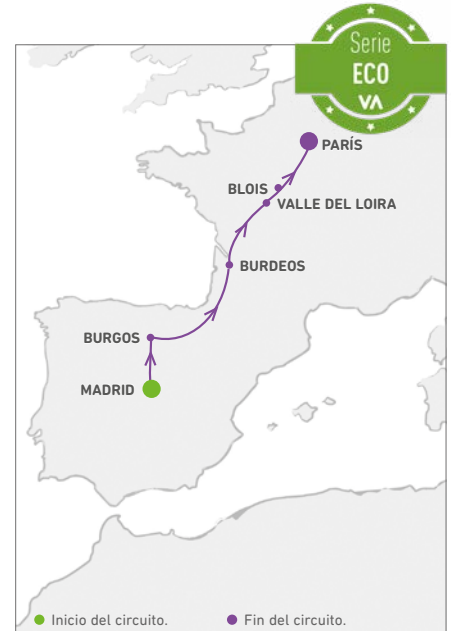 Serie
ECO
VA
PARÍS
BLOIS
VALLE DEL LOIRA
BURDEOS
BURGOS
MADRID
Inicio del circuito.
Fin del circuito.